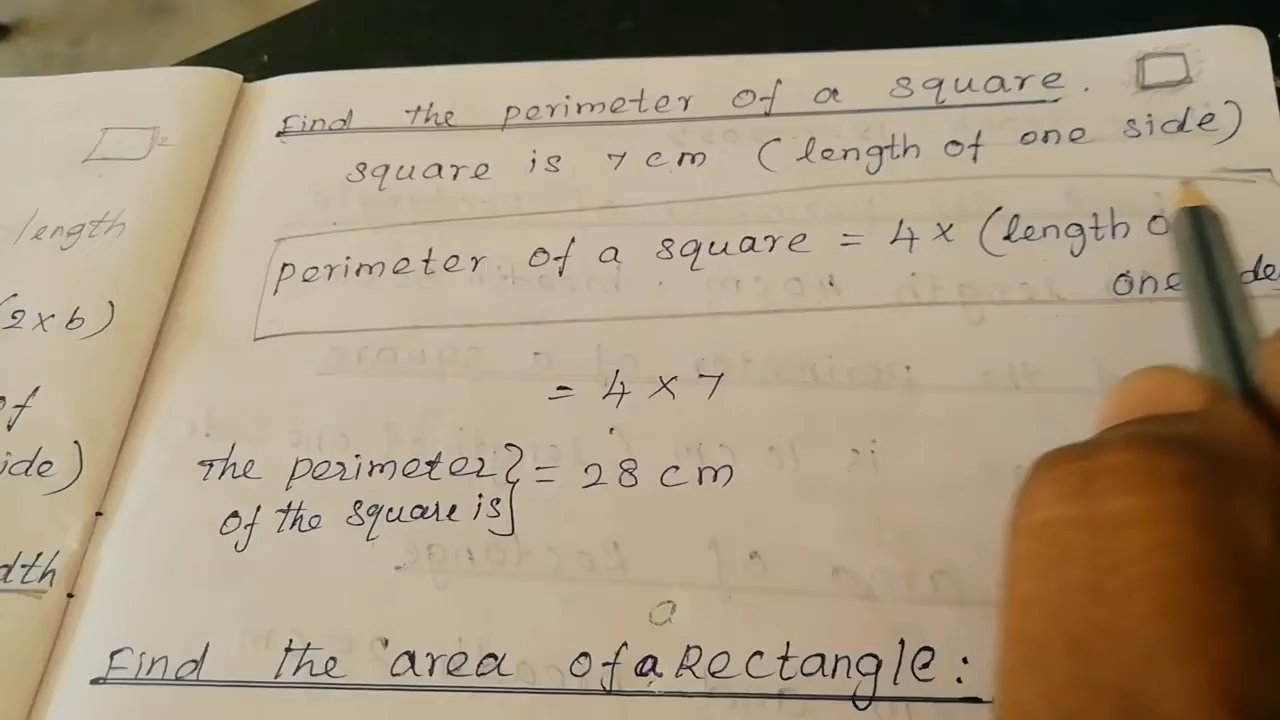 length
(2 x b)
of
ide)
dth
Find the perimeter of a square.
square is 7 cm (length of one side)
perimeter of a square = 4 x (length o
one de
= 4 x 7
The perimeter } = 28 cm
of the square is
a
Find the area of a Rectangle: